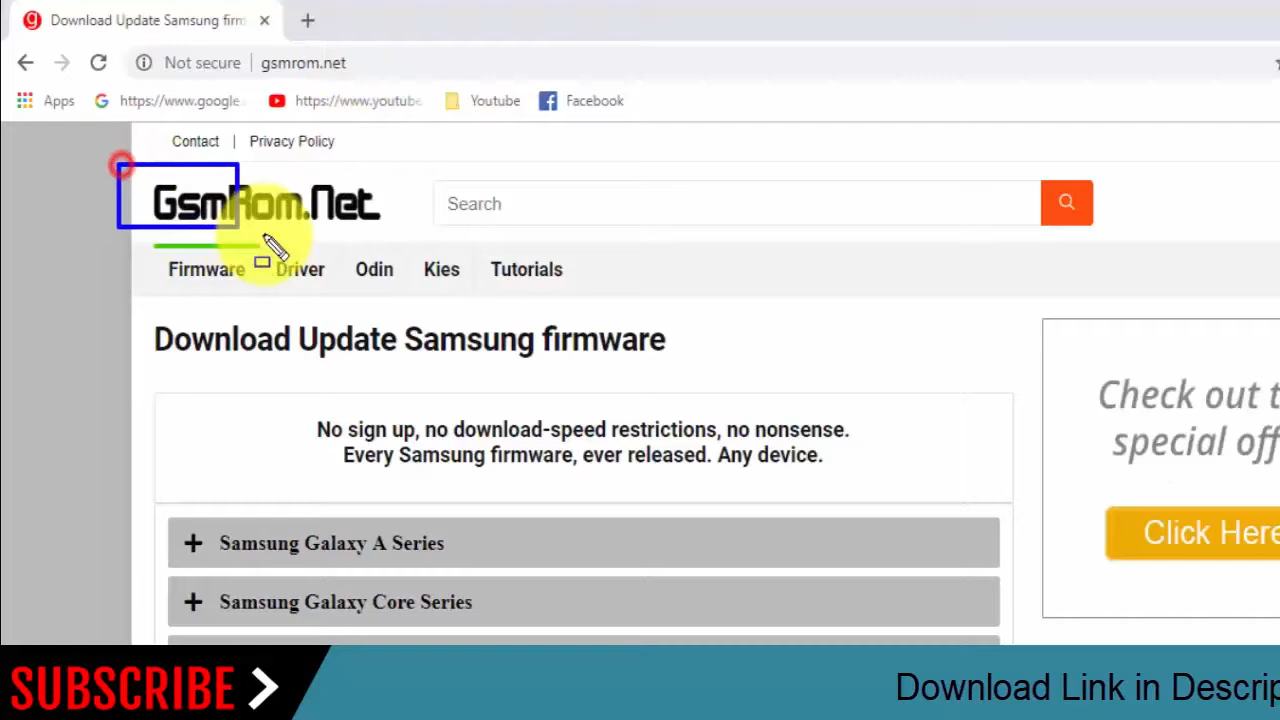 Download Update Samsung firm
Not secure | gsmrom.net
Apps
https://www.google.
https://www.youtube
Youtube
Facebook
Contact | Privacy Policy
GsmRom.Net
Search
Firmware Driver Odin Kies Tutorials
Download Update Samsung firmware
No sign up, no download-speed restrictions, no nonsense.
Every Samsung firmware, ever released. Any device.
Check out t
special off
Click Here
+ Samsung Galaxy A Series
+ Samsung Galaxy Core Series
SUBSCRIBE
Download Link in Descrip